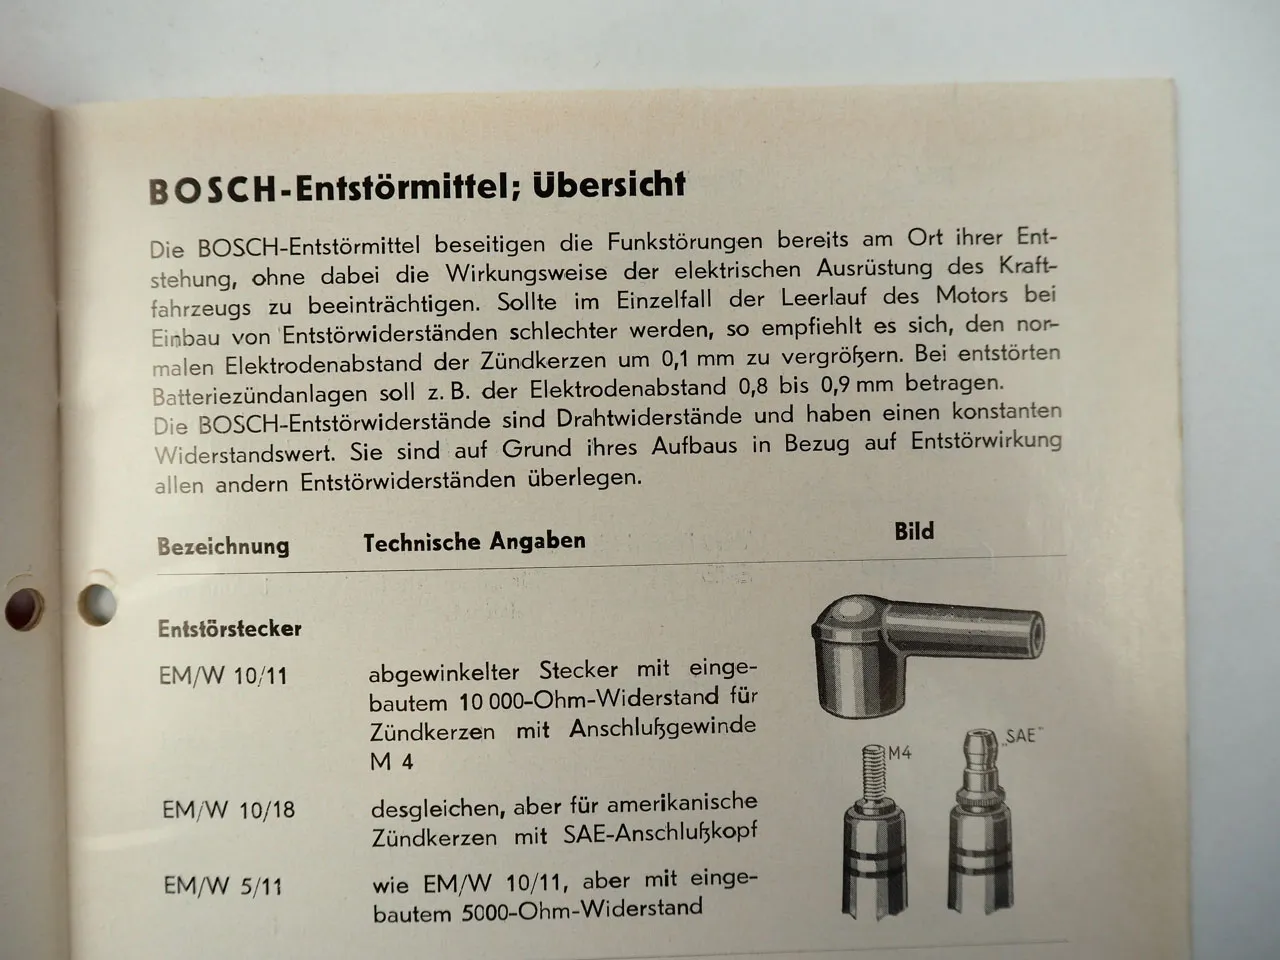 BOSCH-Entstörmittel; Übersicht
Die BOSCH-Entstörmittel beseitigen die Funkstörungen bereits am Ort ihrer Ent-
stehung, ohne dabei die Wirkungsweise der elektrischen Ausrüstung des Kraft-
fahrzeugs zu beeinträchtigen. Sollte im Einzelfall der Leerlauf des Motors bei
Einbau von Entstörwiderständen schlechter werden, so empfiehlt es sich, den nor-
malen Elektrodenabstand der Zündkerzen um 0,1 mm zu vergrößern. Bei entstörten
Batteriezündanlagen soll z. B. der Elektrodenabstand 0,8 bis 0,9 mm betragen.
Die BOSCH-Entstörwiderstände sind Drahtwiderstände und haben einen konstanten
Widerstandswert. Sie sind auf Grund ihres Aufbaus in Bezug auf Entstörwirkung
allen andern Entstörwiderständen überlegen.
Bezeichnung Technische Angaben Bild
Entstörstecker
EM/W 10/11 abgewinkelter Stecker mit einge-
bautem 10 000-Ohm-Widerstand für
Zündkerzen mit Anschlußgewinde
M 4
EM/W 10/18 desgleichen, aber für amerikanische
Zündkerzen mit SAE-Anschlußkopf
EM/W 5/11 wie EM/W 10/11, aber mit einge-
bautem 5000-Ohm-Widerstand
M4
„SAE"